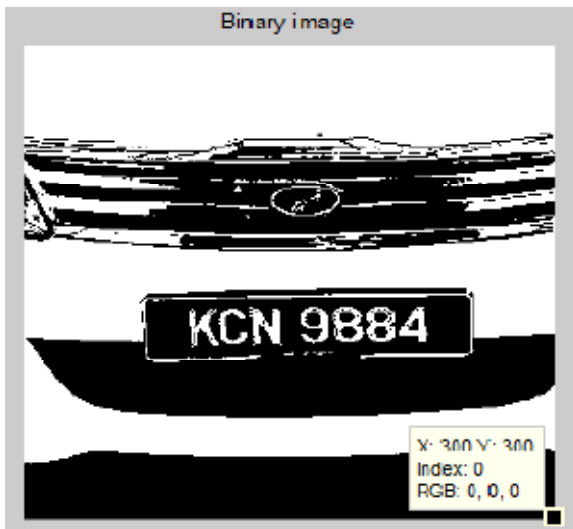 Binary image
KCN 9884
X: 300 Y: 300
Index: 0
RGB: 0, 0, 0